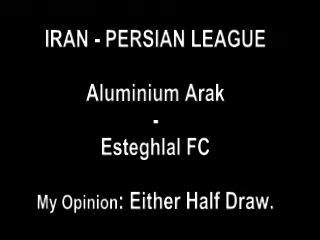 IRAN - PERSIAN LEAGUE
Aluminium Arak
-
Esteghlal FC
My Opinion: Either Half Draw.